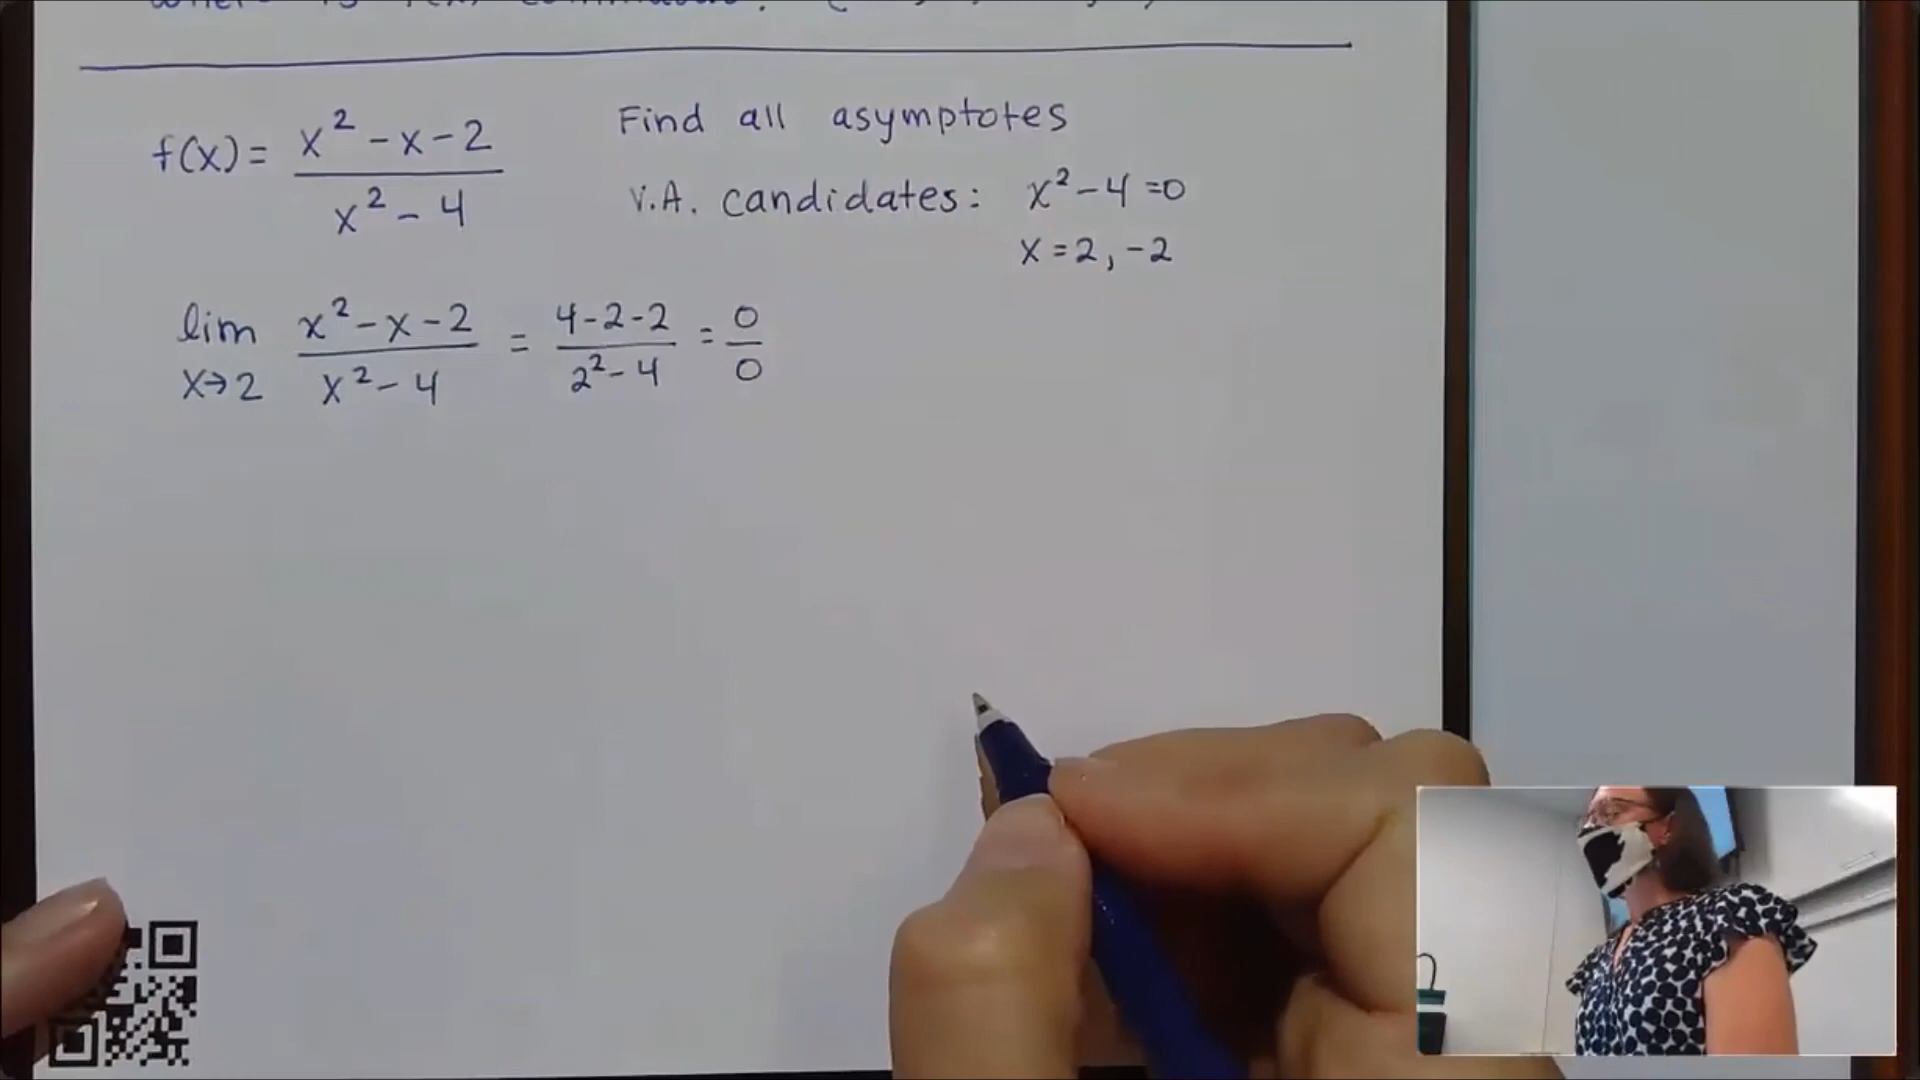 f(x) = x² - x - 2 / x² - 4
Find all asymptotes
V.A. candidates: x² - 4 = 0
x = 2, -2
lim x→2 x² - x - 2 / x² - 4 = 4 - 2 - 2 / 2² - 4 = 0 / 0